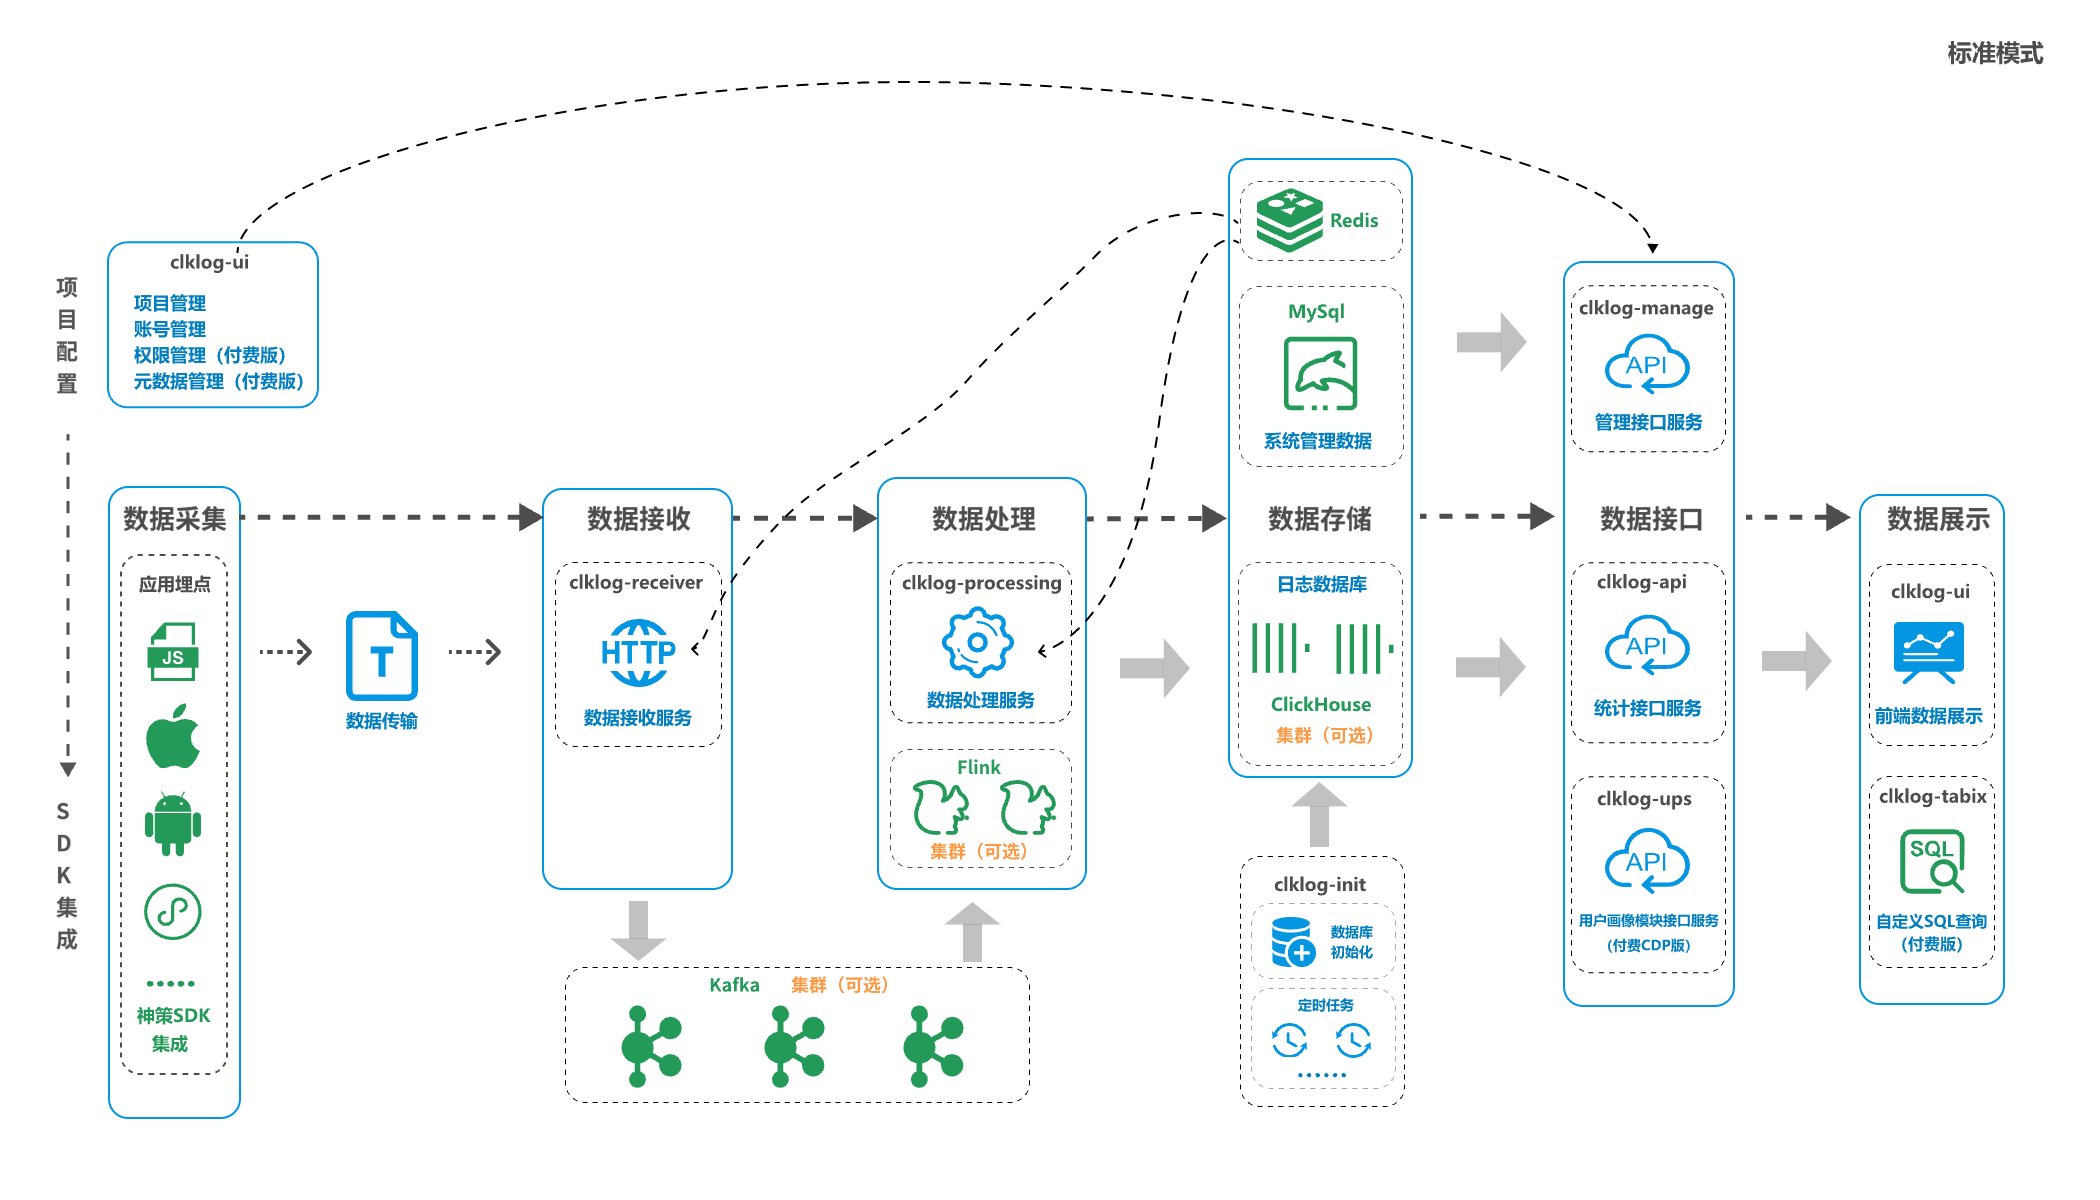 标准模式
项目配置
SDK集成
clklog-ui
项目管理
账号管理
权限管理（付费版）
元数据管理（付费版）
数据采集
应用埋点
JS
神策SDK
集成
T
数据传输
数据接收
clklog-receiver
HTTP
数据接收服务
Kafka
集群（可选）
数据处理
clklog-processing
数据处理服务
Flink
集群（可选）
Redis
MySql
系统管理数据
数据存储
日志数据库
ClickHouse
集群（可选）
clklog-init
数据库
初始化
定时任务
clklog-manage
API
管理接口服务
数据接口
clklog-api
API
统计接口服务
clklog-ups
API
用户画像模块接口服务
（付费CDP版）
数据展示
clklog-ui
前端数据展示
clklog-tabix
SQL
自定义SQL查询
（付费版）